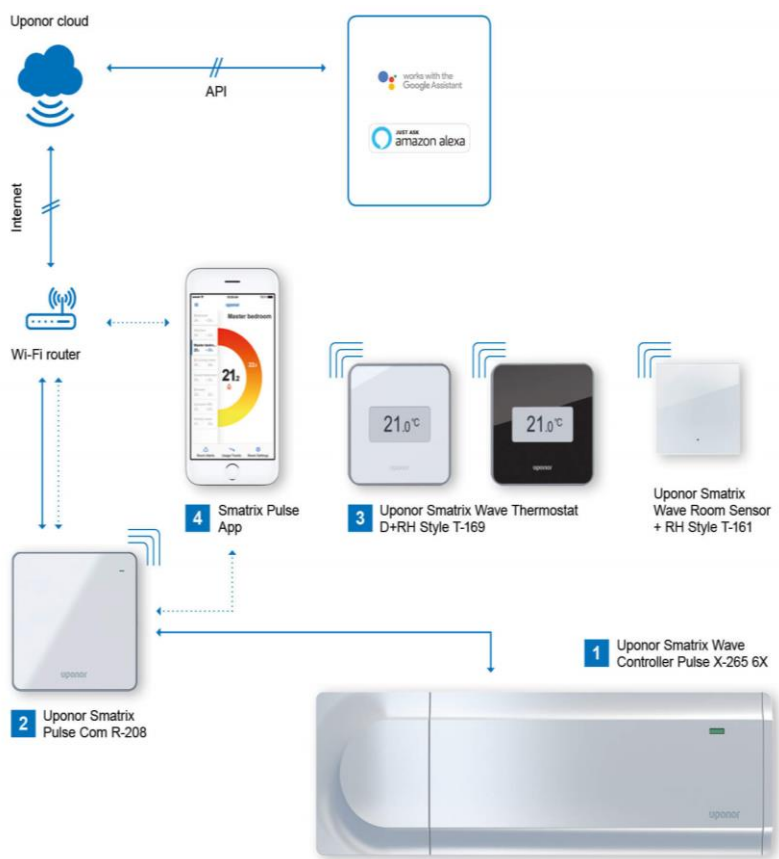 Uponor cloud
API
works with the
Google Assistant
JUST ASK
amazon alexa
Internet
Wi-Fi router
uponor
Master bedroom
21.2
4 Smatrix Pulse
App
21.0°C
uponor
21.0°C
uponor
3 Uponor Smatrix Wave Thermostat
D+RH Style T-169
Uponor Smatrix
Wave Room Sensor
+ RH Style T-161
uponor
2 Uponor Smatrix
Pulse Com R-208
1 Uponor Smatrix Wave
Controller Pulse X-265 6X
uponor